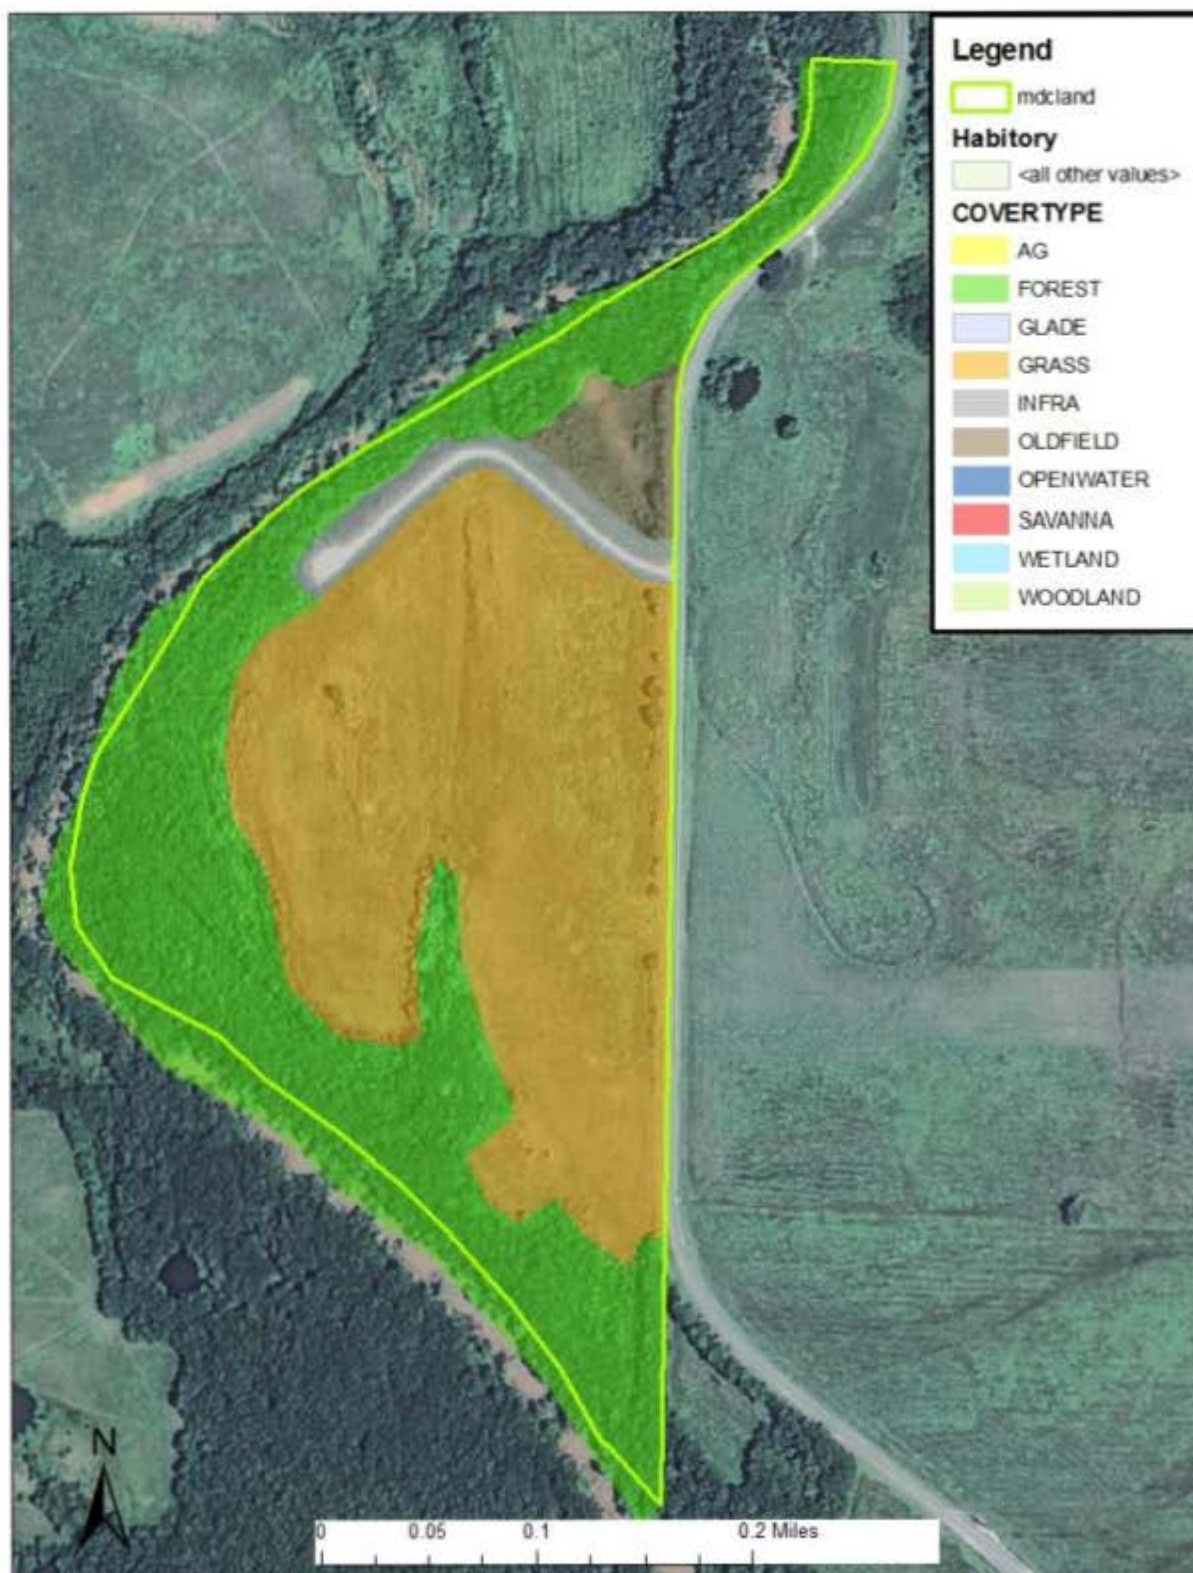 Legend
mdcland
Habitory
<all other values>
COVERTYPE
AG
FOREST
GLADE
GRASS
INFRA
OLDFIELD
OPENWATER
SAVANNA
WETLAND
WOODLAND
N
0 0.05 0.1 0.2 Miles